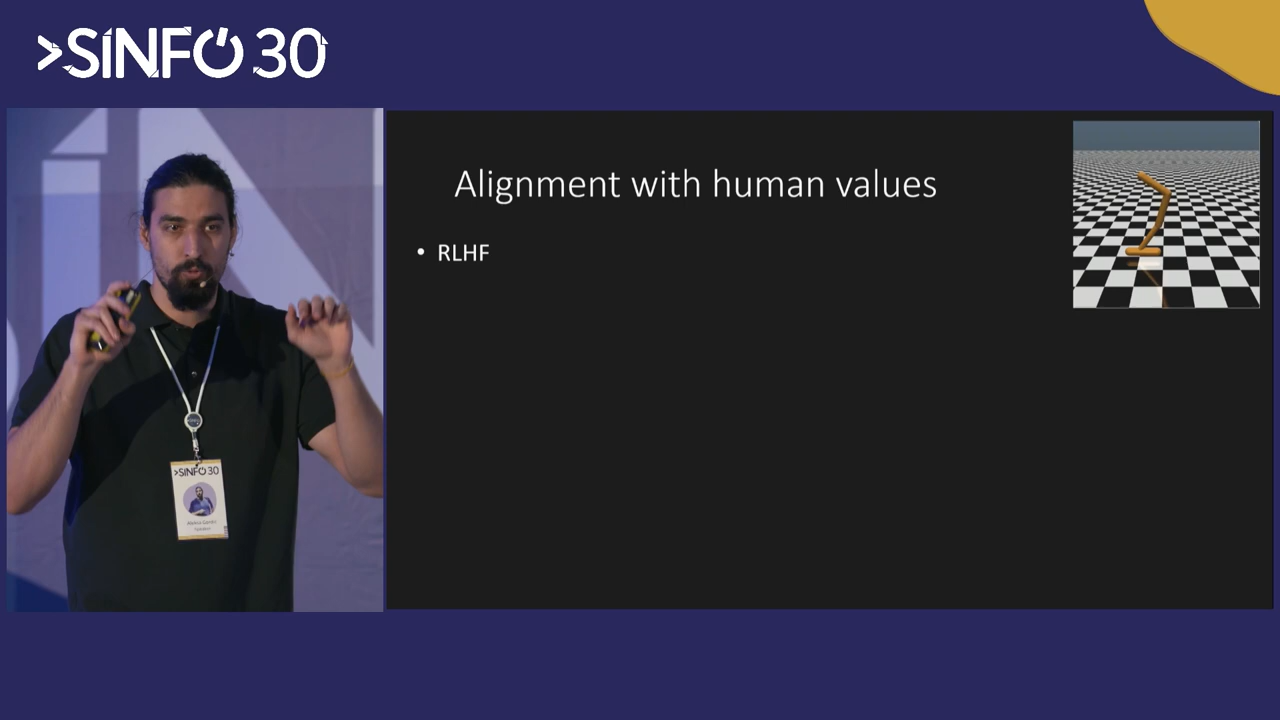 >SINFO 30
Alignment with human values
• RLHF
>SINFO 30